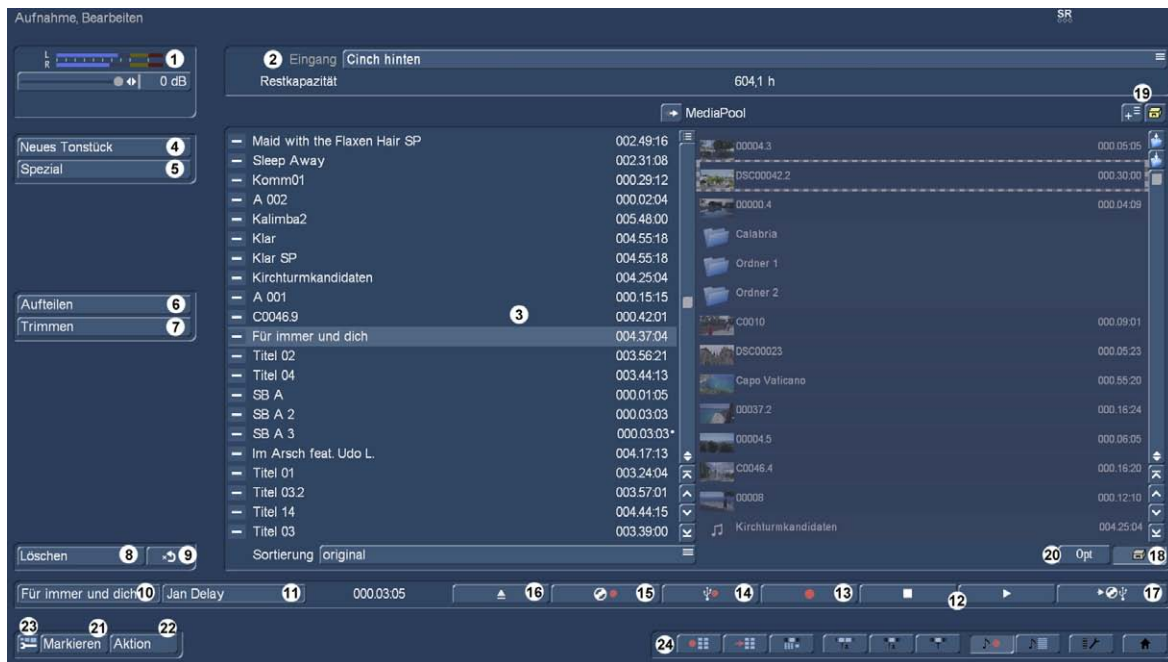 Aufnahme, Bearbeiten
SR
L
R
1
0 dB
2 Eingang Cinch hinten
Restkapazität 604,1 h
19
MediaPool
Neues Tonstück 4
Spezial 5
Aufteilen 6
Trimmen 7
Löschen 8 9
3
Maid with the Flaxen Hair SP 002.49:16
Sleep Away 002.31:08
Komm01 000.29:12
A 002 000.02:04
Kalimba2 005.48:00
Klar 004.55:18
Klar SP 004.55:18
Kirchturmkandidaten 004.25:04
A 001 000.15:15
C0046.9 000.42:01
Für immer und dich 004.37:04
Titel 02 003.56:21
Titel 04 003.44:13
SB A 000.01:05
SB A 2 000.03:03
SB A 3 000.03:03*
Im Arsch feat. Udo L. 004.17:13
Titel 01 003.24:04
Titel 03.2 003.57:01
Titel 14 004.44:15
Titel 03 003.39:00
Sortierung original
00004.3 000.05:05
DSC00042.2 000.30:00
00000.4 000.04:09
Calabria
Ordner 1
Ordner 2
C0010 000.09:01
DSC00023 000.05:23
Capo Vaticano 000.55:20
00037.2 000.16:24
00004.5 000.06:05
C0046.4 000.16:20
00008 000.12:10
Kirchturmkandidaten 004.25:04
20 Opt 18
Für immer und dich 10 Jan Delay 11 000.03:05 16 15 14 13 12 17
23 21 22
Markieren Aktion
24